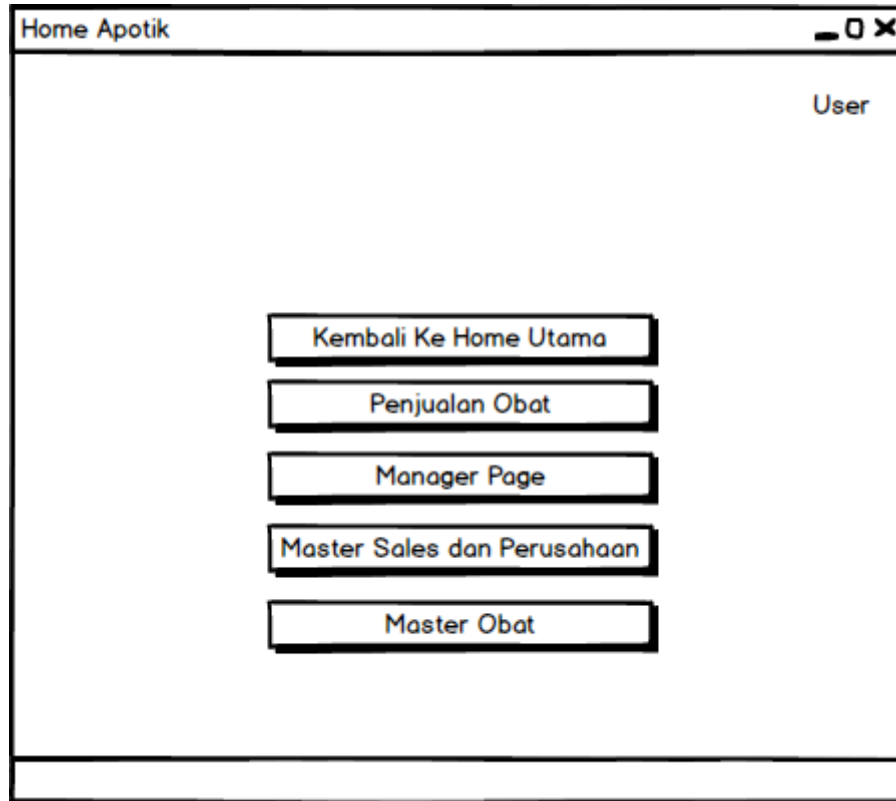 Home Apotik
User
Kembali Ke Home Utama
Penjualan Obat
Manager Page
Master Sales dan Perusahaan
Master Obat